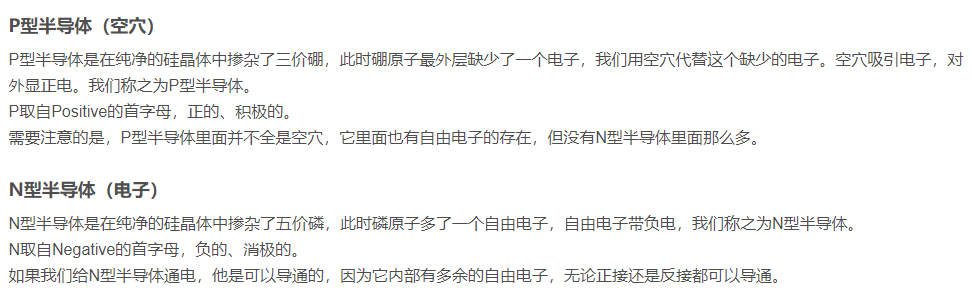 P型半导体（空穴）
P型半导体是在纯净的硅晶体中掺杂了三价硼，此时硼原子最外层缺少了一个电子，我们用空穴代替这个缺少的电子。空穴吸引电子，对
外显正电。我们称之为P型半导体。
P取自Positive的首字母，正的、积极的。
需要注意的是，P型半导体里面并不全是空穴，它里面也有自由电子的存在，但没有N型半导体里面那么多。
N型半导体（电子）
N型半导体是在纯净的硅晶体中掺杂了五价磷，此时磷原子多了一个自由电子，自由电子带负电，我们称之为N型半导体。
N取自Negative的首字母，负的、消极的。
如果我们给N型半导体通电，他是可以导通的，因为它内部有多余的自由电子，无论正接还是反接都可以导通。